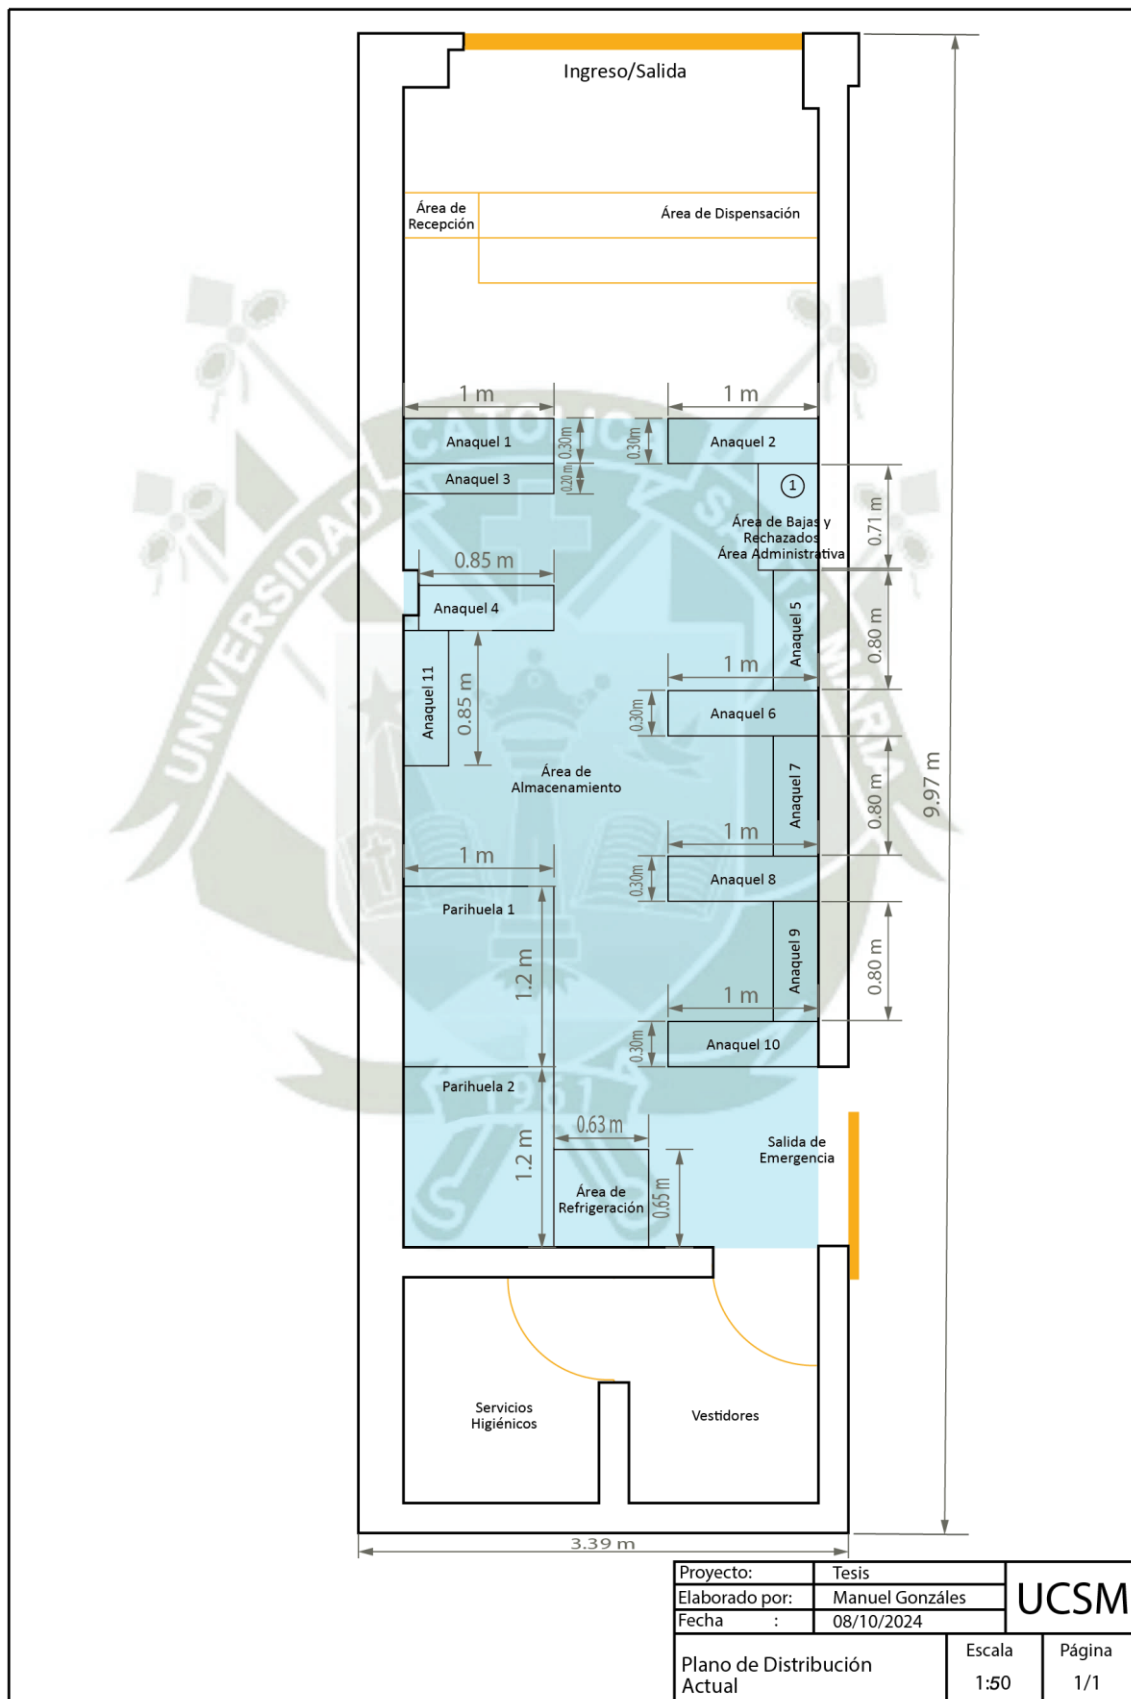 Ingreso/Salida
Área de
Recepción
Área de Dispensación
1 m
1 m
CATOLICA
Anaquel 1
0.30m
0.30m
Anaquel 2
Anaquel 3
0.20 m
1
UNIVERSIDAD
SANTA MARIA
Área de Bajas y
Rechazados
Área Administrativa
0.71 m
0.85 m
Anaquel 4
Anaquel 5
0.80 m
Anaquel 11
0.85 m
1 m
0.30m
Anaquel 6
Área de
Almacenamiento
Anaquel 7
0.80 m
9.97 m
1 m
1 m
0.30m
Anaquel 8
Parihuela 1
1.2 m
Anaquel 9
0.80 m
1 m
0.30m
Anaquel 10
Parihuela 2
1961
1.2 m
0.63 m
Salida de
Emergencia
Área de
Refrigeración
0.65 m
S
S
Servicios
Higiénicos
Vestidores
3.39 m
Proyecto: Tesis
Elaborado por: Manuel Gonzáles
Fecha : 08/10/2024
UCSM
Plano de Distribución
Actual
Escala
1:50
Página
1/1